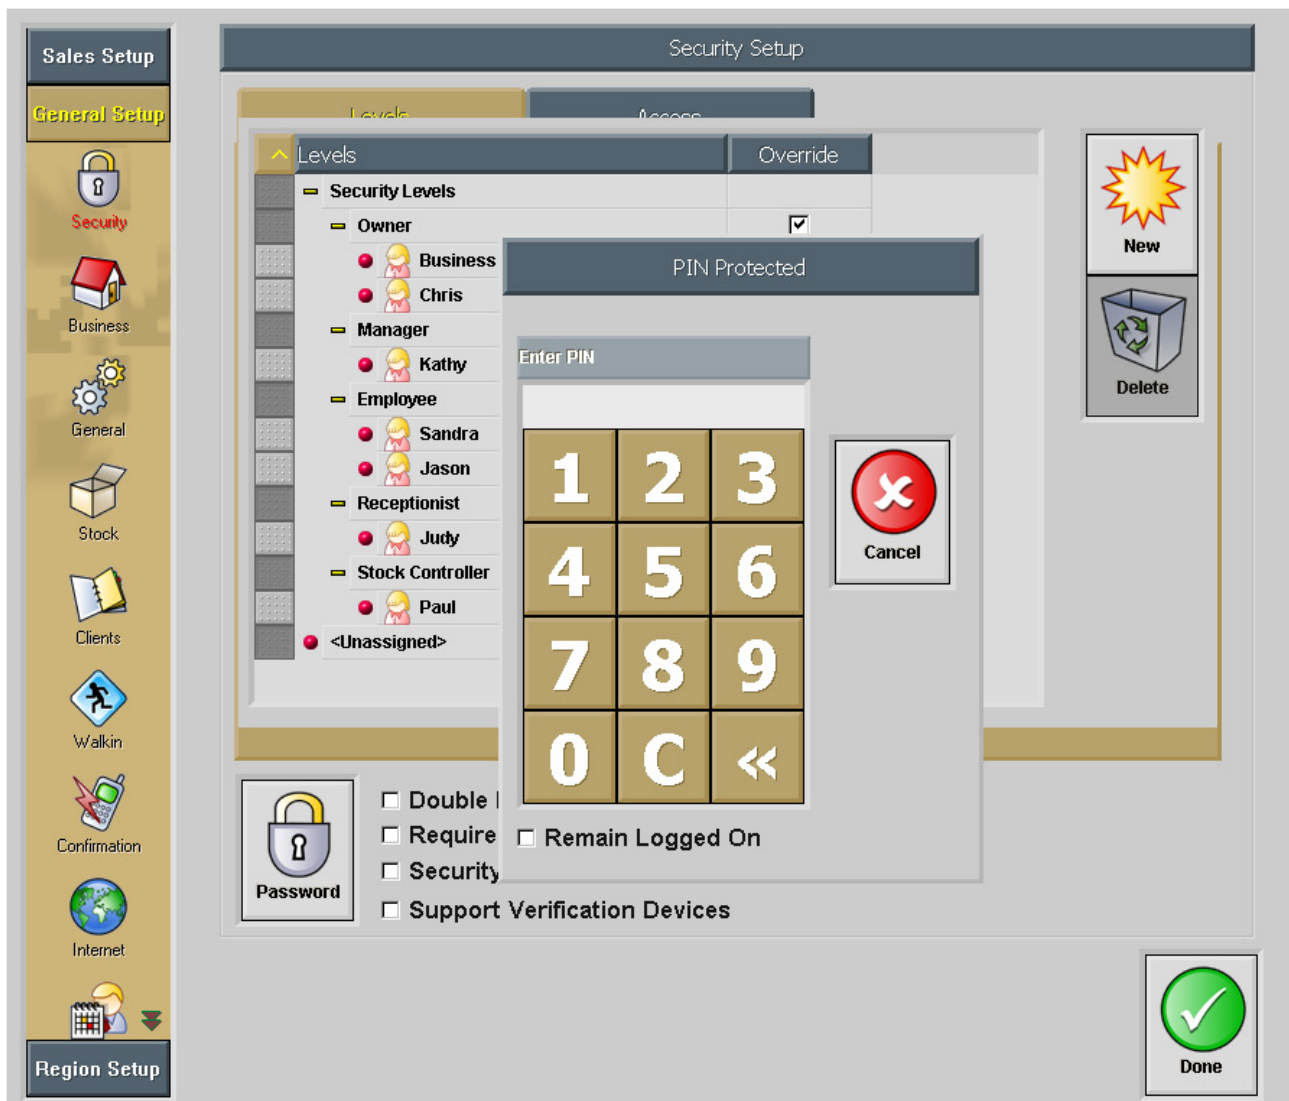 Sales Setup
General Setup
Security
Business
General
Stock
Clients
Walkin
Confirmation
Internet
Region Setup
Security Setup
Levels
Access
Levels
Override
Security Levels
Owner
Business
Chris
Manager
Kathy
Employee
Sandra
Jason
Receptionist
Judy
Stock Controller
Paul
<Unassigned>
New
Delete
PIN Protected
Enter PIN
1 2 3
4 5 6
7 8 9
0 C «
Cancel
Remain Logged On
Password
Double
Require
Security
Support Verification Devices
Done